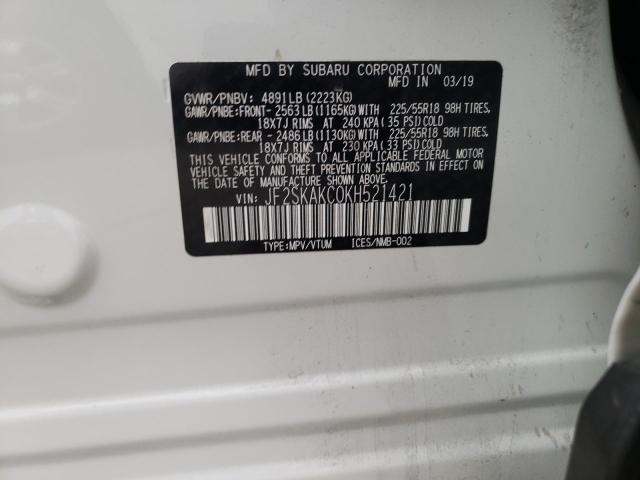 MFD BY SUBARU CORPORATION
MFD IN 03/19
GVWR/PNBV: 4891LB(2223KG)
GAWR/PNBE:FRONT- 2563LB(1165KG)WITH 225/55R18 98H TIRES,
18X7J RIMS AT 240 KPA(35 PSI)COLD
GAWR/PNBE:REAR - 2486LB(1130KG)WITH 225/55R18 98H TIRES,
18X7J RIMS AT 230 KPA(33 PSI)COLD
THIS VEHICLE CONFORMS TO ALL APPLICABLE FEDERAL MOTOR
VEHICLE SAFETY AND THEFT PREVENTION STANDARDS IN EFFECT
ON THE DATE OF MANUFACTURE SHOWN ABOVE.
VIN: JF2SKAKC0KH521421
TYPE:MPV/VTUM ICES/NMB-002